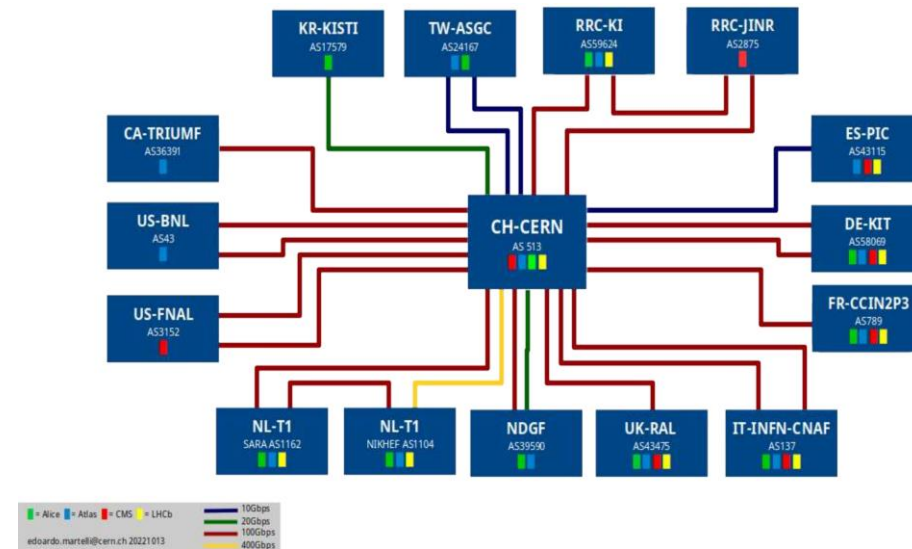 KR-KISTI
AS17579
TW-ASGC
AS24167
RRC-KI
AS59624
RRC-JINR
AS2875
CA-TRIUMF
AS36391
ES-PIC
AS43115
US-BNL
AS43
CH-CERN
AS 513
DE-KIT
AS58069
US-FNAL
AS3152
FR-CCIN2P3
AS789
NL-T1
SARA AS1162
NL-T1
NIKHEF AS1104
NDGF
AS39590
UK-RAL
AS43475
IT-INFN-CNAF
AS137
= Alice = Atlas = CMS = LHCb
edoardo.martelli@cern.ch 20221013
10Gbps
20Gbps
100Gbps
400Gbps